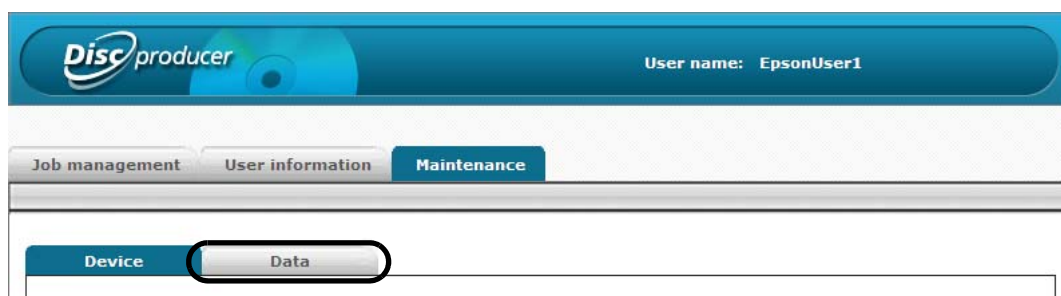 Disc producer
User name: EpsonUser1
Job management User information Maintenance
Device Data